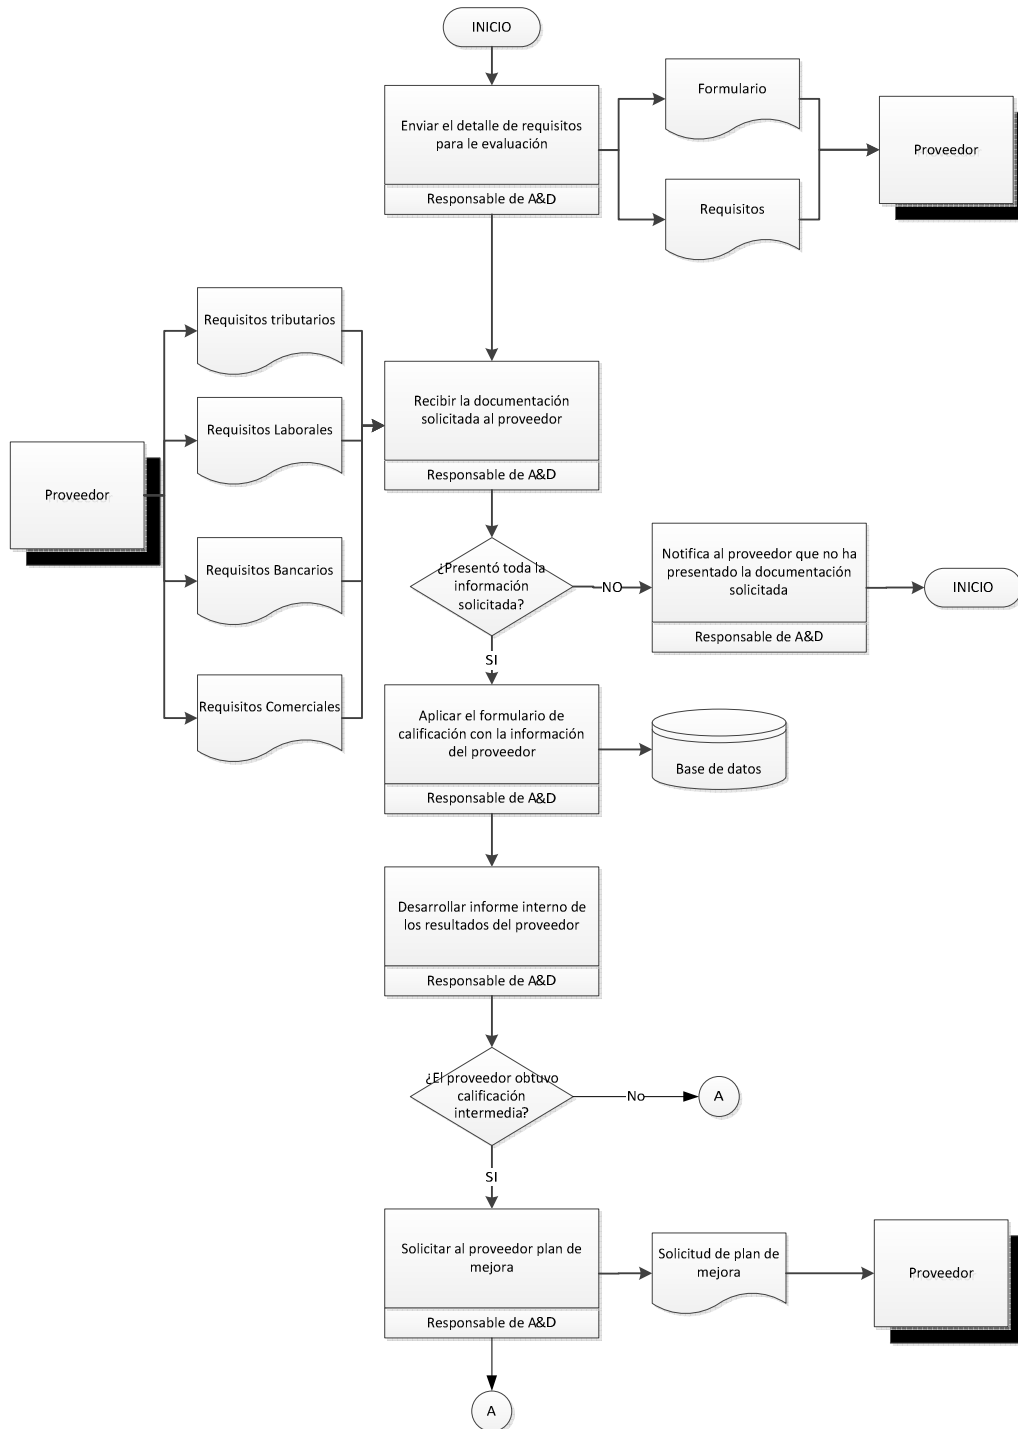 INICIO
Enviar el detalle de requisitos
para le evaluación
Responsable de A&D
Formulario
Requisitos
Proveedor
Requisitos tributarios
Requisitos Laborales
Proveedor
Requisitos Bancarios
Requisitos Comerciales
Recibir la documentación
solicitada al proveedor
Responsable de A&D
¿Presentó toda la
información
solicitada?
NO
Notifica al proveedor que no ha
presentado la documentación
solicitada
Responsable de A&D
INICIO
SI
Aplicar el formulario de
calificación con la información
del proveedor
Responsable de A&D
Base de datos
Desarrollar informe interno de
los resultados del proveedor
Responsable de A&D
¿El proveedor obtuvo
calificación
intermedia?
No
A
SI
Solicitar al proveedor plan de
mejora
Responsable de A&D
Solicitud de plan de
mejora
Proveedor
A